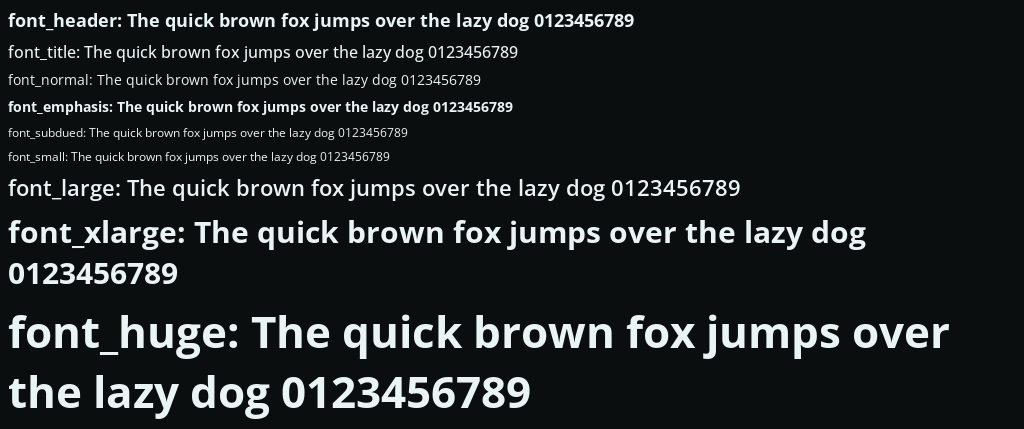 font_header: The quick brown fox jumps over the lazy dog 0123456789
font_title: The quick brown fox jumps over the lazy dog 0123456789
font_normal: The quick brown fox jumps over the lazy dog 0123456789
font_emphasis: The quick brown fox jumps over the lazy dog 0123456789
font_subdued: The quick brown fox jumps over the lazy dog 0123456789
font_small: The quick brown fox jumps over the lazy dog 0123456789
font_large: The quick brown fox jumps over the lazy dog 0123456789
font_xlarge: The quick brown fox jumps over the lazy dog
0123456789
font_huge: The quick brown fox jumps over
the lazy dog 0123456789